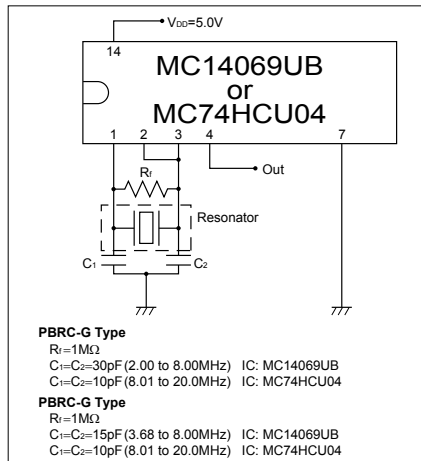 VDD=5.0V
14
MC14069UB
or
MC74HCU04
1 2 3 4 7
Out
Rf
Resonator
C1 C2
PBRC-G Type
Rf=1MΩ
C1=C2=30pF(2.00 to 8.00MHz) IC: MC14069UB
C1=C2=10pF(8.01 to 20.0MHz) IC: MC74HCU04
PBRC-G Type
Rf=1MΩ
C1=C2=15pF(3.68 to 8.00MHz) IC: MC14069UB
C1=C2=10pF(8.01 to 20.0MHz) IC: MC74HCU04